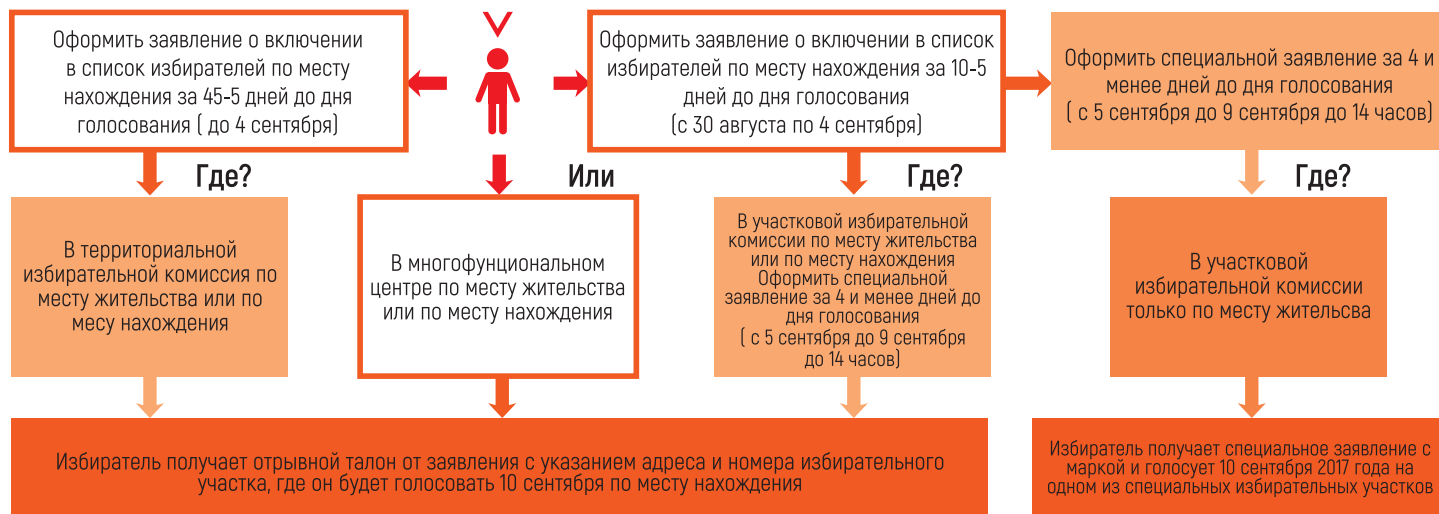 Оформить заявление о включении
в список избирателей по месту
нахождения за 45-5 дней до дня
голосования ( до 4 сентября)
Оформить заявление о включении в список
избирателей по месту нахождения за 10-5
дней до дня голосования
(с 30 августа по 4 сентября)
Оформить специальной заявление за 4 и
менее дней до дня голосования
( с 5 сентября до 9 сентября до 14 часов)
Где?
Или
Где?
Где?
В территориальной
избирательной комиссия по
месту жительства или по
месу нахождения
В многофунциональном
центре по месту жительства
или по месту нахождения
В участковой избирательной
комиссии по месту жительства
или по месту нахождения
Оформить специальной
заявление за 4 и менее дней до
дня голосования
( с 5 сентября до 9 сентября
до 14 часов)
В участковой
избирательной комиссии
только по месту жительсва
Избиратель получает отрывной талон от заявления с указанием адреса и номера избирательного
участка, где он будет голосовать 10 сентября по месту нахождения
Избиратель получает специальное заявление с
маркой и голосует 10 сентября 2017 года на
одном из специальных избирательных участков